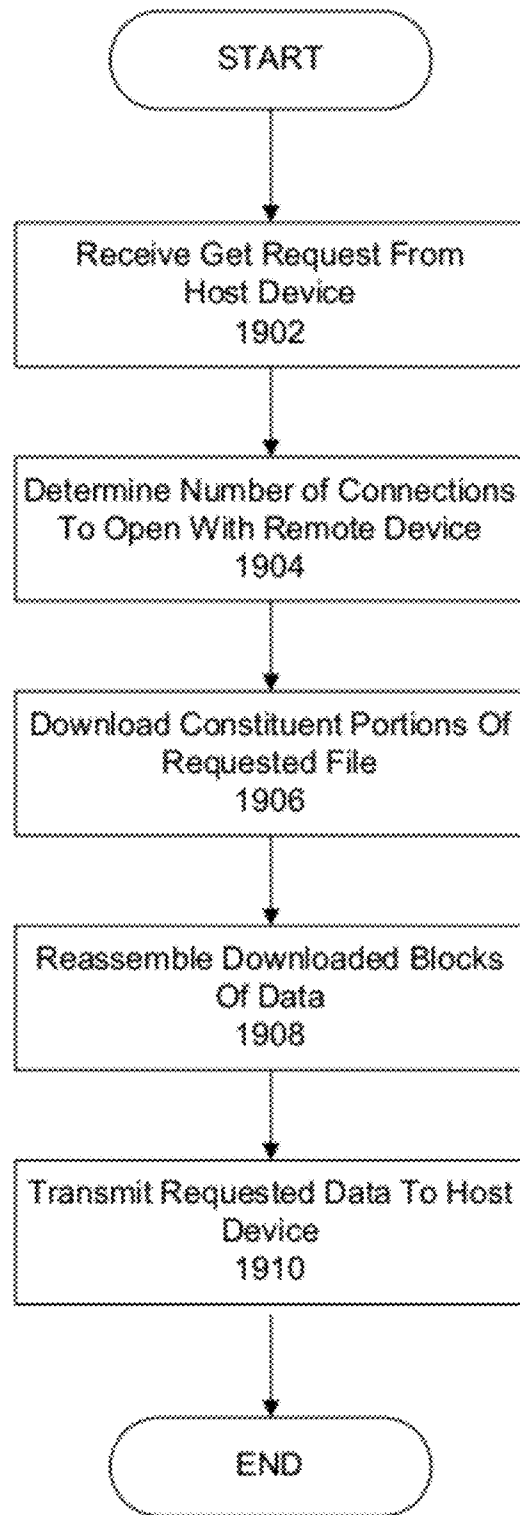 START
Receive Get Request From
Host Device
1902
Determine Number of Connections
To Open With Remote Device
1904
Download Constituent Portions Of
Requested File
1906
Reassemble Downloaded Blocks
Of Data
1908
Transmit Requested Data To Host
Device
1910
END